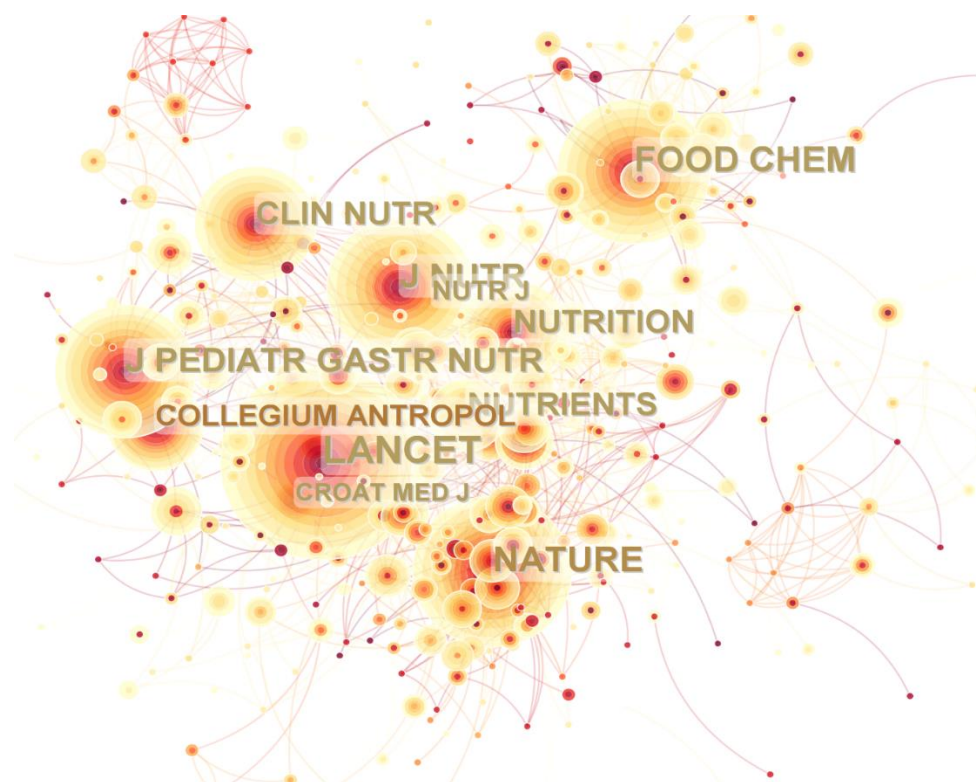 FOOD CHEM
CLIN NUTR
J NUTR
NUTR J
NUTRITION
J PEDIATR GASTR NUTR
NUTRIENTS
COLLEGIUM ANTROPOL
LANCET
CROAT MED J
NATURE